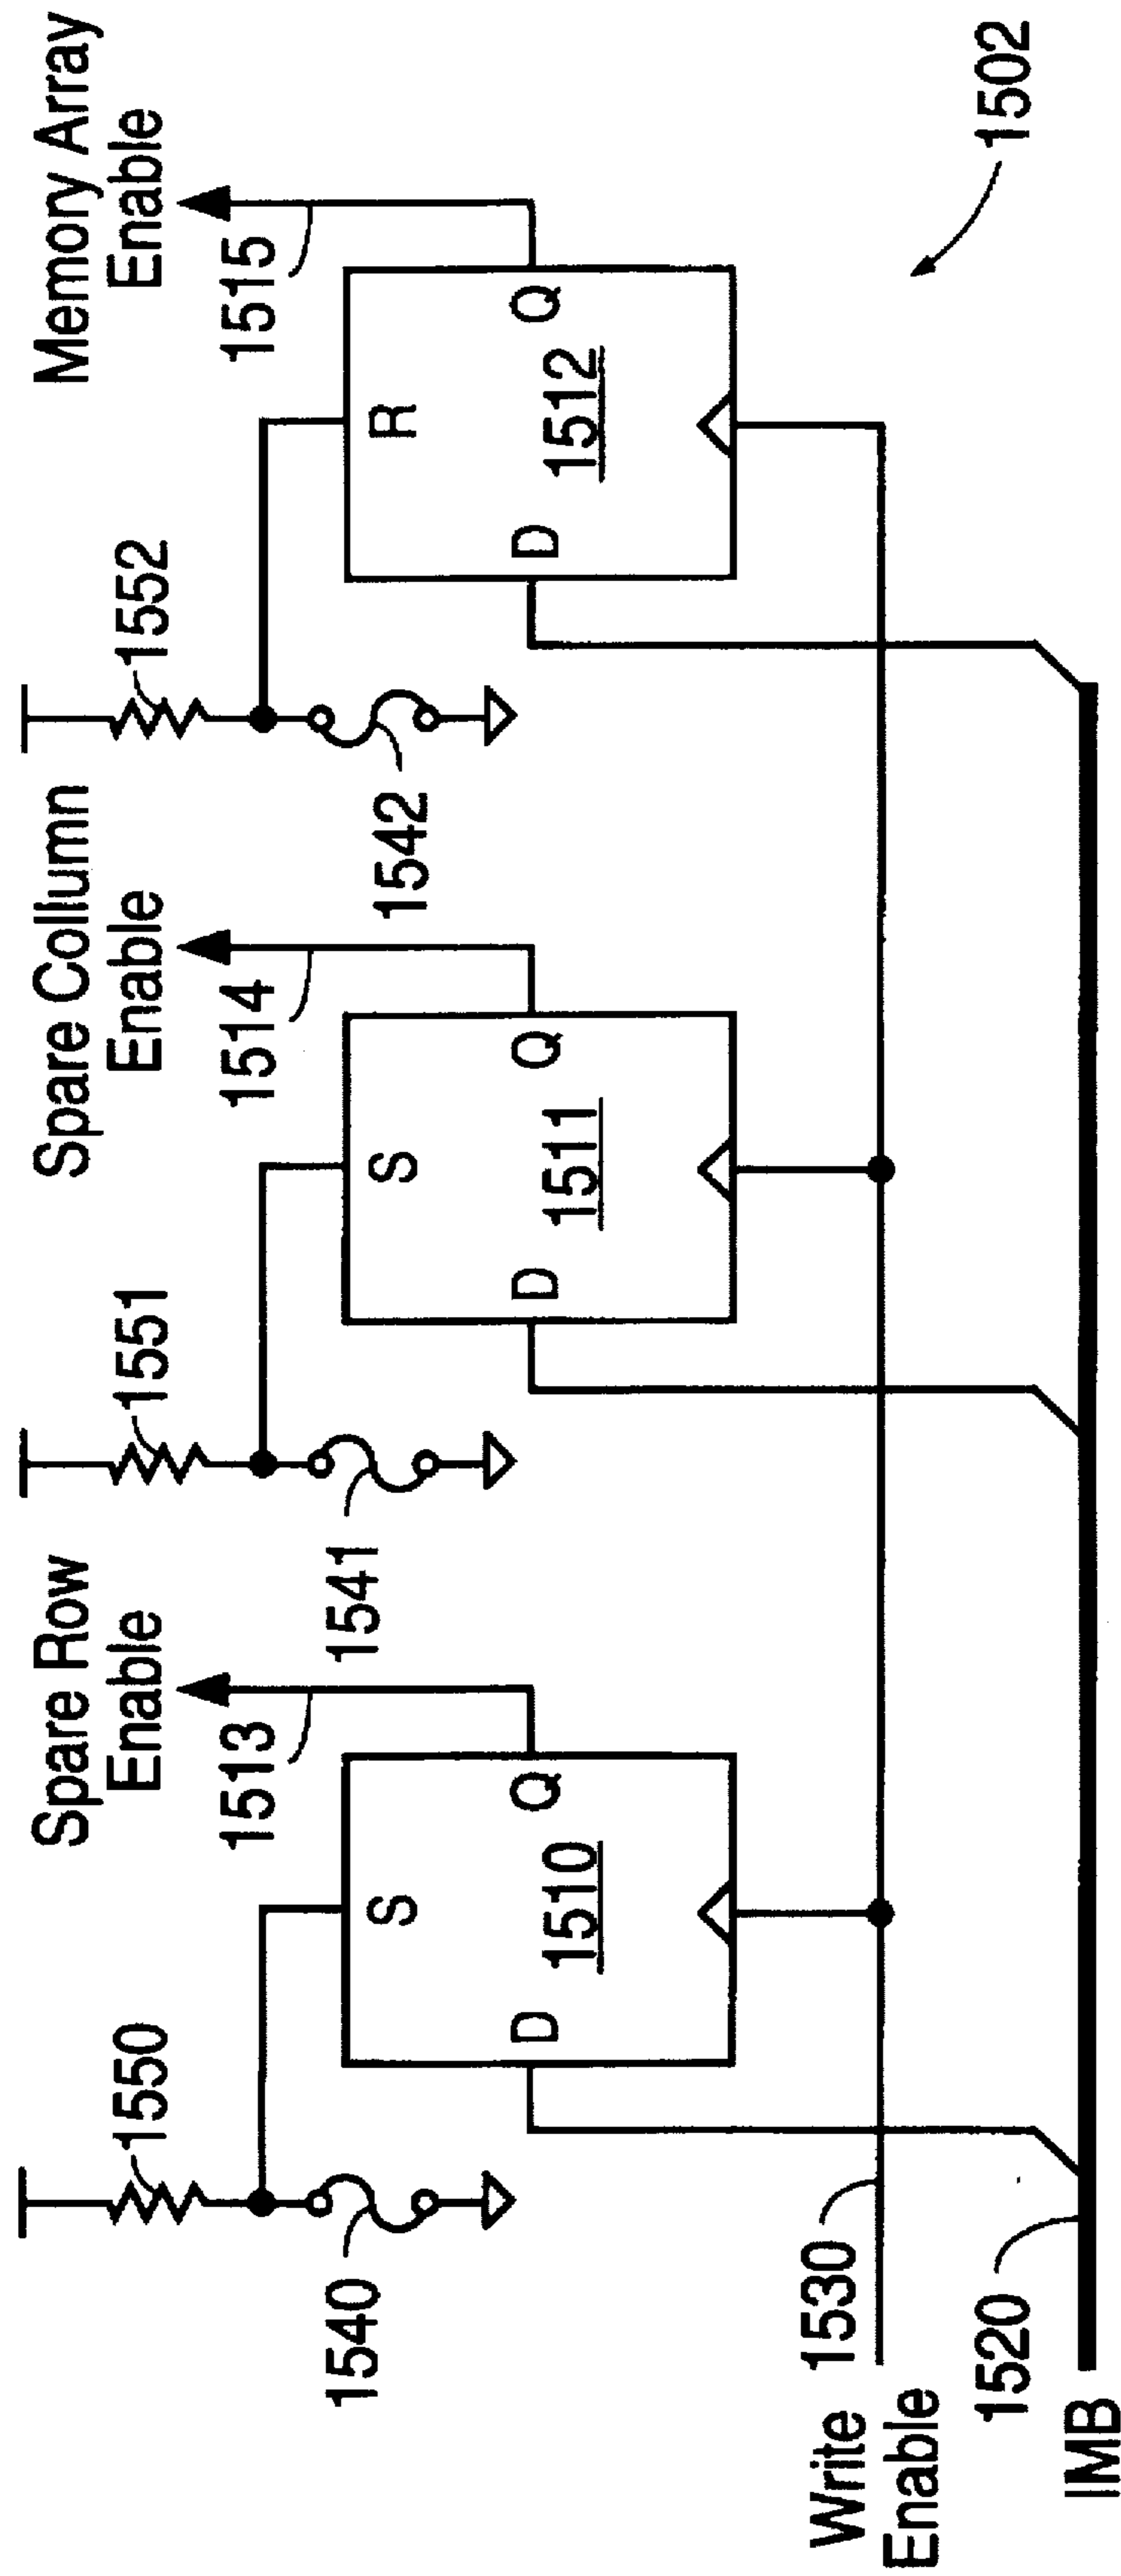 Spare Row
Enable
Spare Collumn
Enable
Memory Array
Enable
1550
1513
1551
1514
1552
1515
1540
S
D
Q
1510
1541
S
D
Q
1511
1542
R
D
Q
1512
Write
Enable
1530
1520
IMB
1502